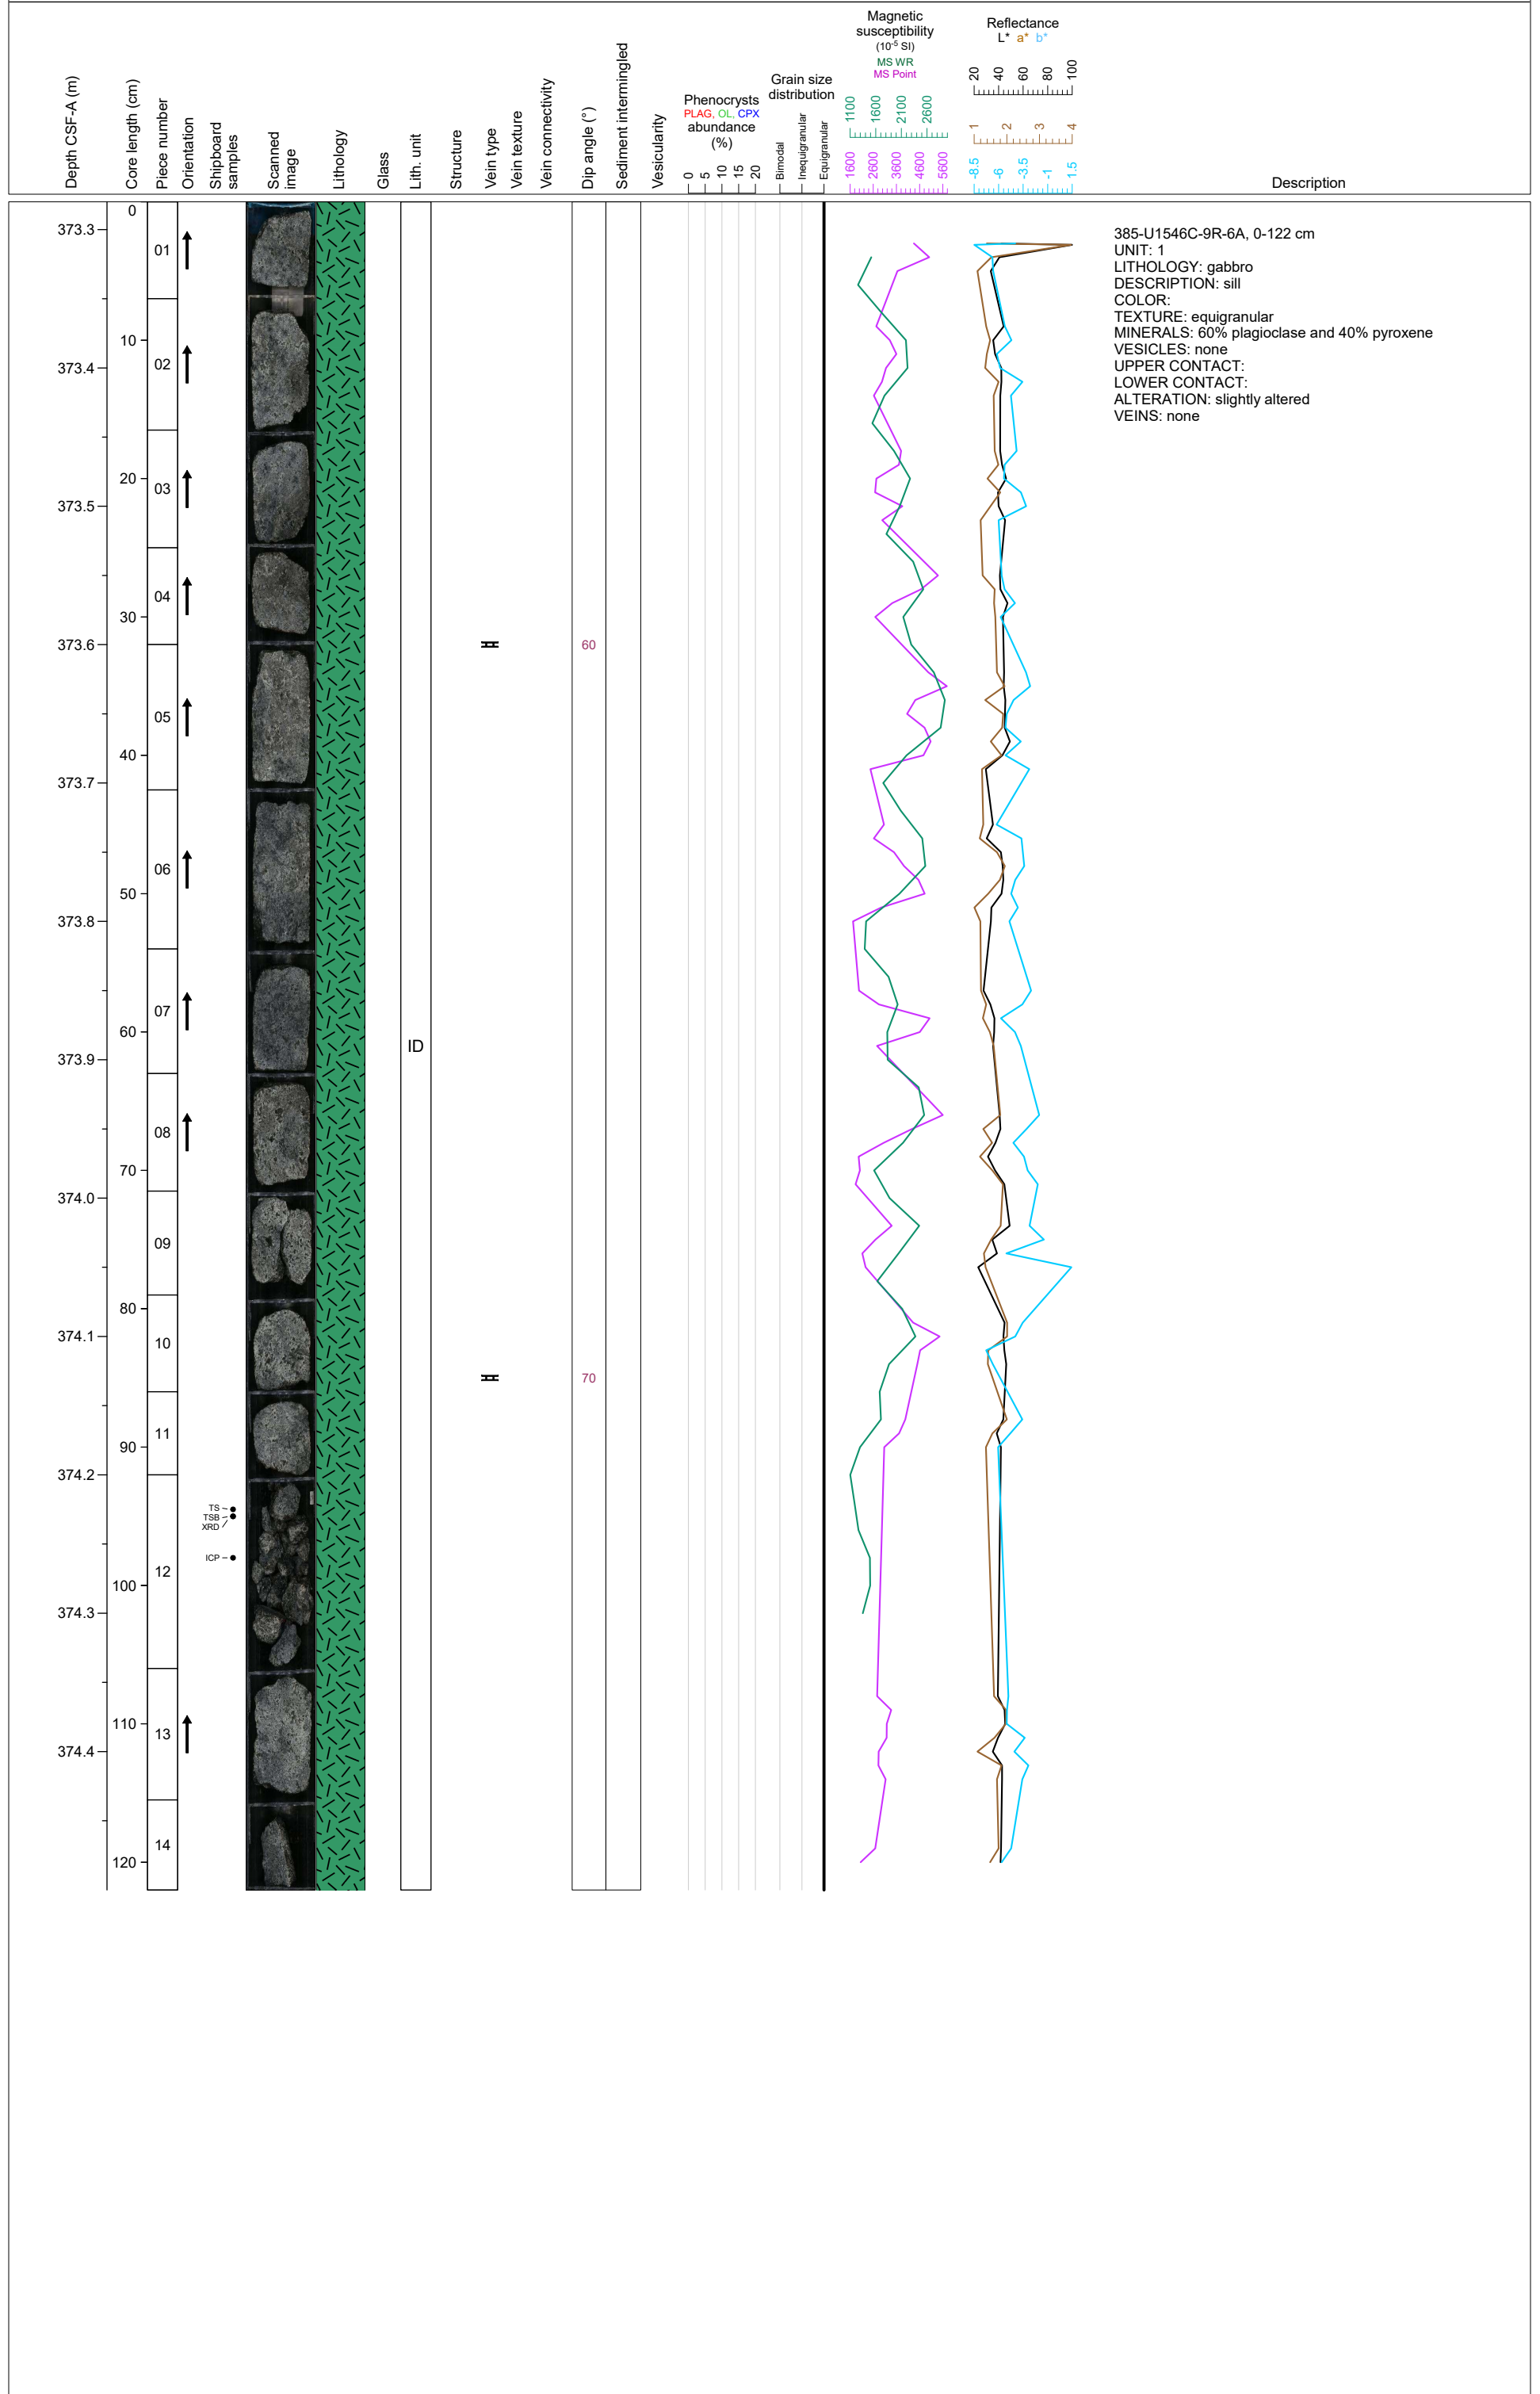 Depth CSF-A (m)
Core length (cm)
Piece number
Orientation
Shipboard
samples
Scanned
image
Lithology
Glass
Lith. unit
Structure
Vein type
Vein texture
Vein connectivity
Dip angle (°)
Sediment intermingled
Vesicularity
Phenocrysts
PLAG, OL, CPX
abundance
(%)
0 5 10 15 20
Grain size
distribution
Bimodal
Inequigranular
Equigranular
Magnetic
susceptibility
(10-5 SI)
MS WR
MS Point
1100 1600 2100 2600
1600 2600 3600 4600 5600
Reflectance
L* a* b*
20 40 60 80 100
1 2 3 4
-8.5 -6 -3.5 -1 1.5
Description
0
373.3
01
10
373.4
02
20
03
373.5
04
30
373.6
60
05
40
373.7
06
50
373.8
07
60
ID
373.9
08
70
374.0
09
80
374.1
10
70
11
90
374.2
TS
TSB
XRD
ICP
12
100
374.3
110
13
374.4
14
120
385-U1546C-9R-6A, 0-122 cm
UNIT: 1
LITHOLOGY: gabbro
DESCRIPTION: sill
COLOR:
TEXTURE: equigranular
MINERALS: 60% plagioclase and 40% pyroxene
VESICLES: none
UPPER CONTACT:
LOWER CONTACT:
ALTERATION: slightly altered
VEINS: none